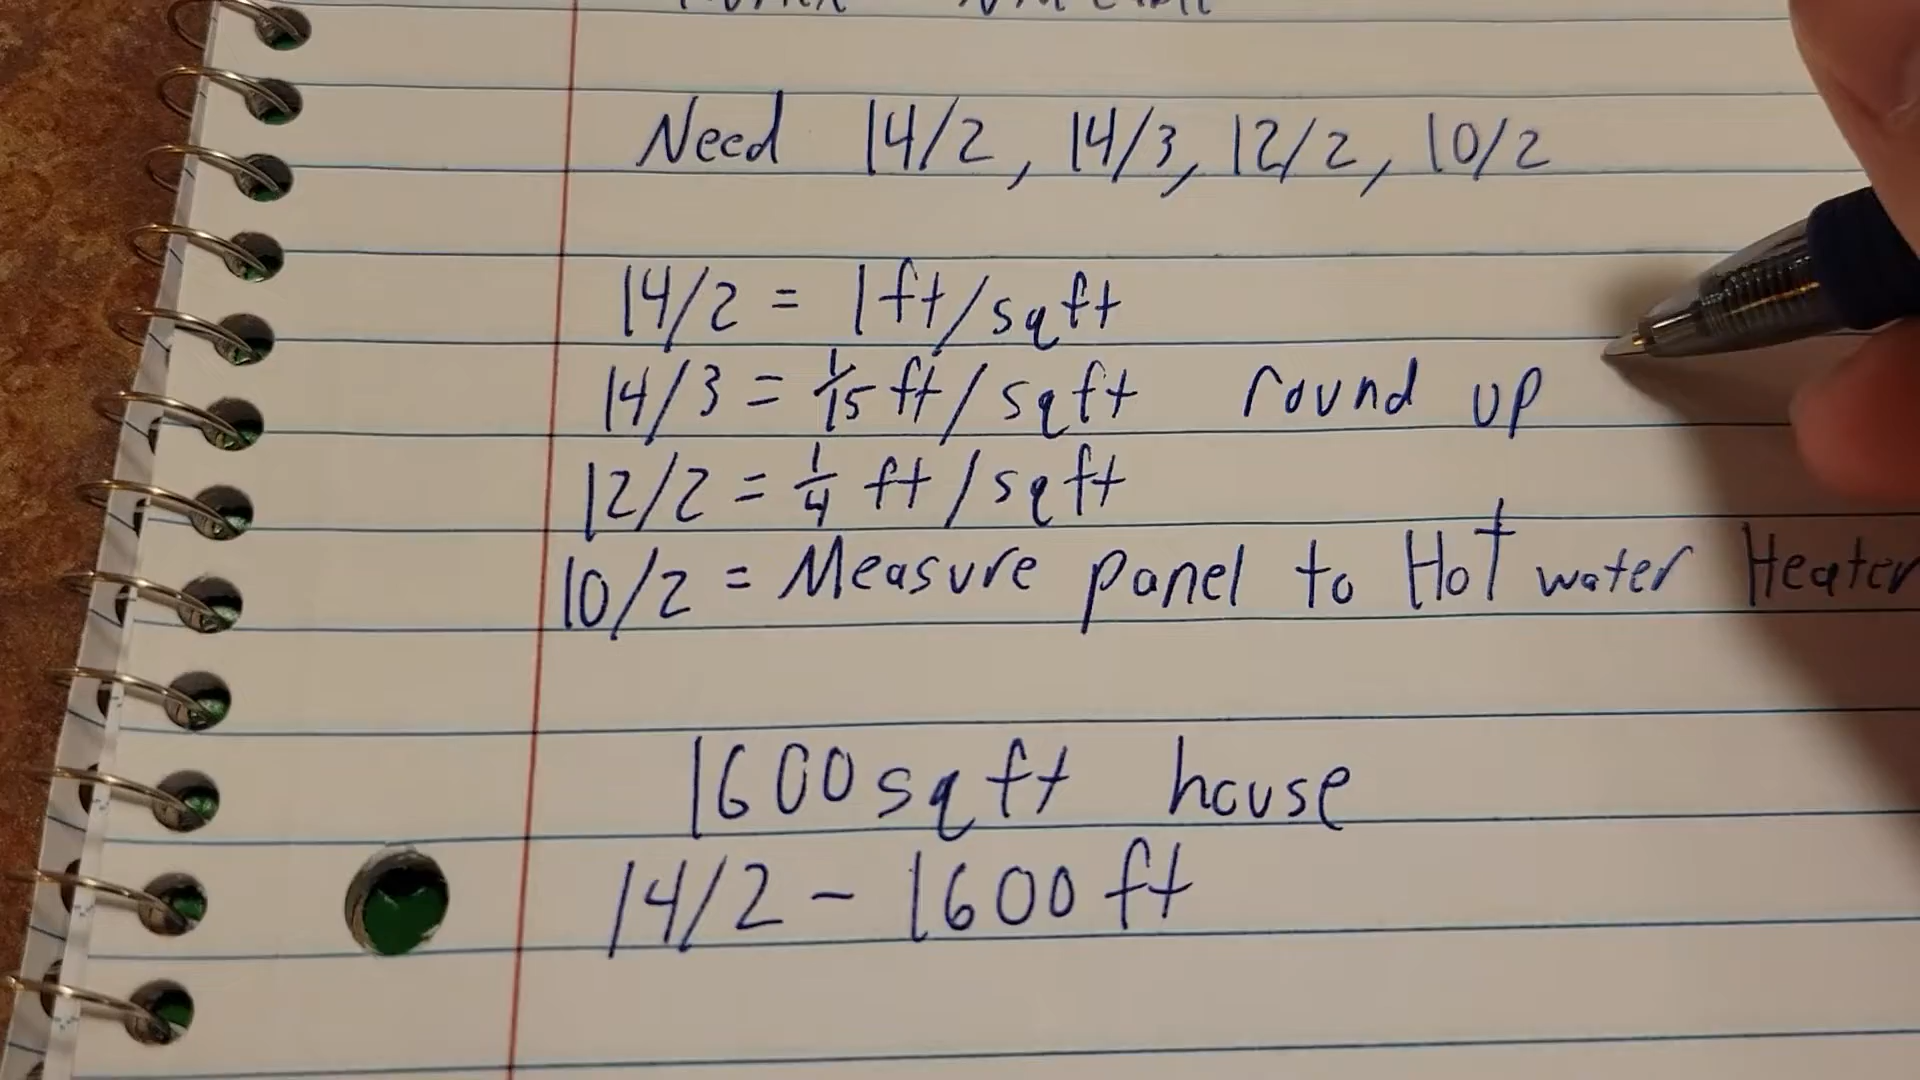 Need 14/2, 14/3, 12/2, 10/2
14/2 = 1ft/sqft
14/3 = 1/15 ft/sqft round up
12/2 = 1/4 ft/sqft
10/2 = Measure panel to Hot water Heater
1600sqft house
14/2 - 1600ft